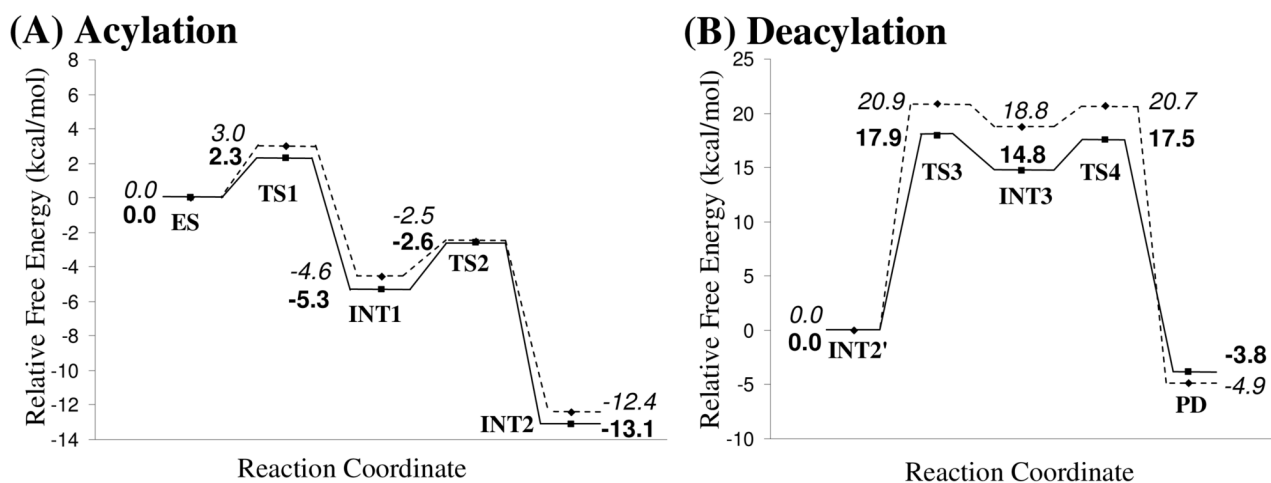 (A) Acylation
Relative Free Energy (kcal/mol)
8
6
4
2
0
-2
-4
-6
-8
-10
-12
-14
0.0
0.0
ES
3.0
2.3
TS1
-4.6
-5.3
INT1
-2.5
-2.6
TS2
INT2
-12.4
-13.1
Reaction Coordinate
(B) Deacylation
Relative Free Energy (kcal/mol)
25
20
15
10
5
0
-5
-10
0.0
0.0
INT2'
20.9
17.9
TS3
18.8
14.8
INT3
20.7
17.5
TS4
-3.8
-4.9
PD
Reaction Coordinate